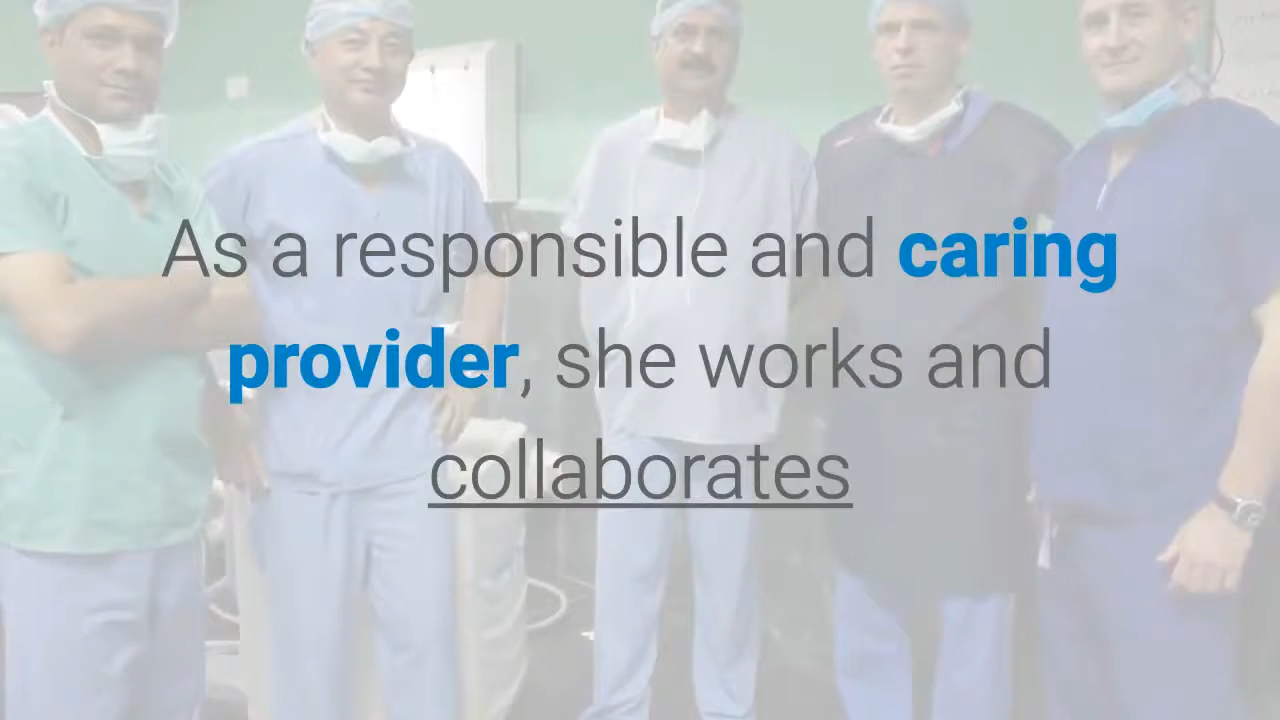 As a responsible and caring
provider, she works and
collaborates